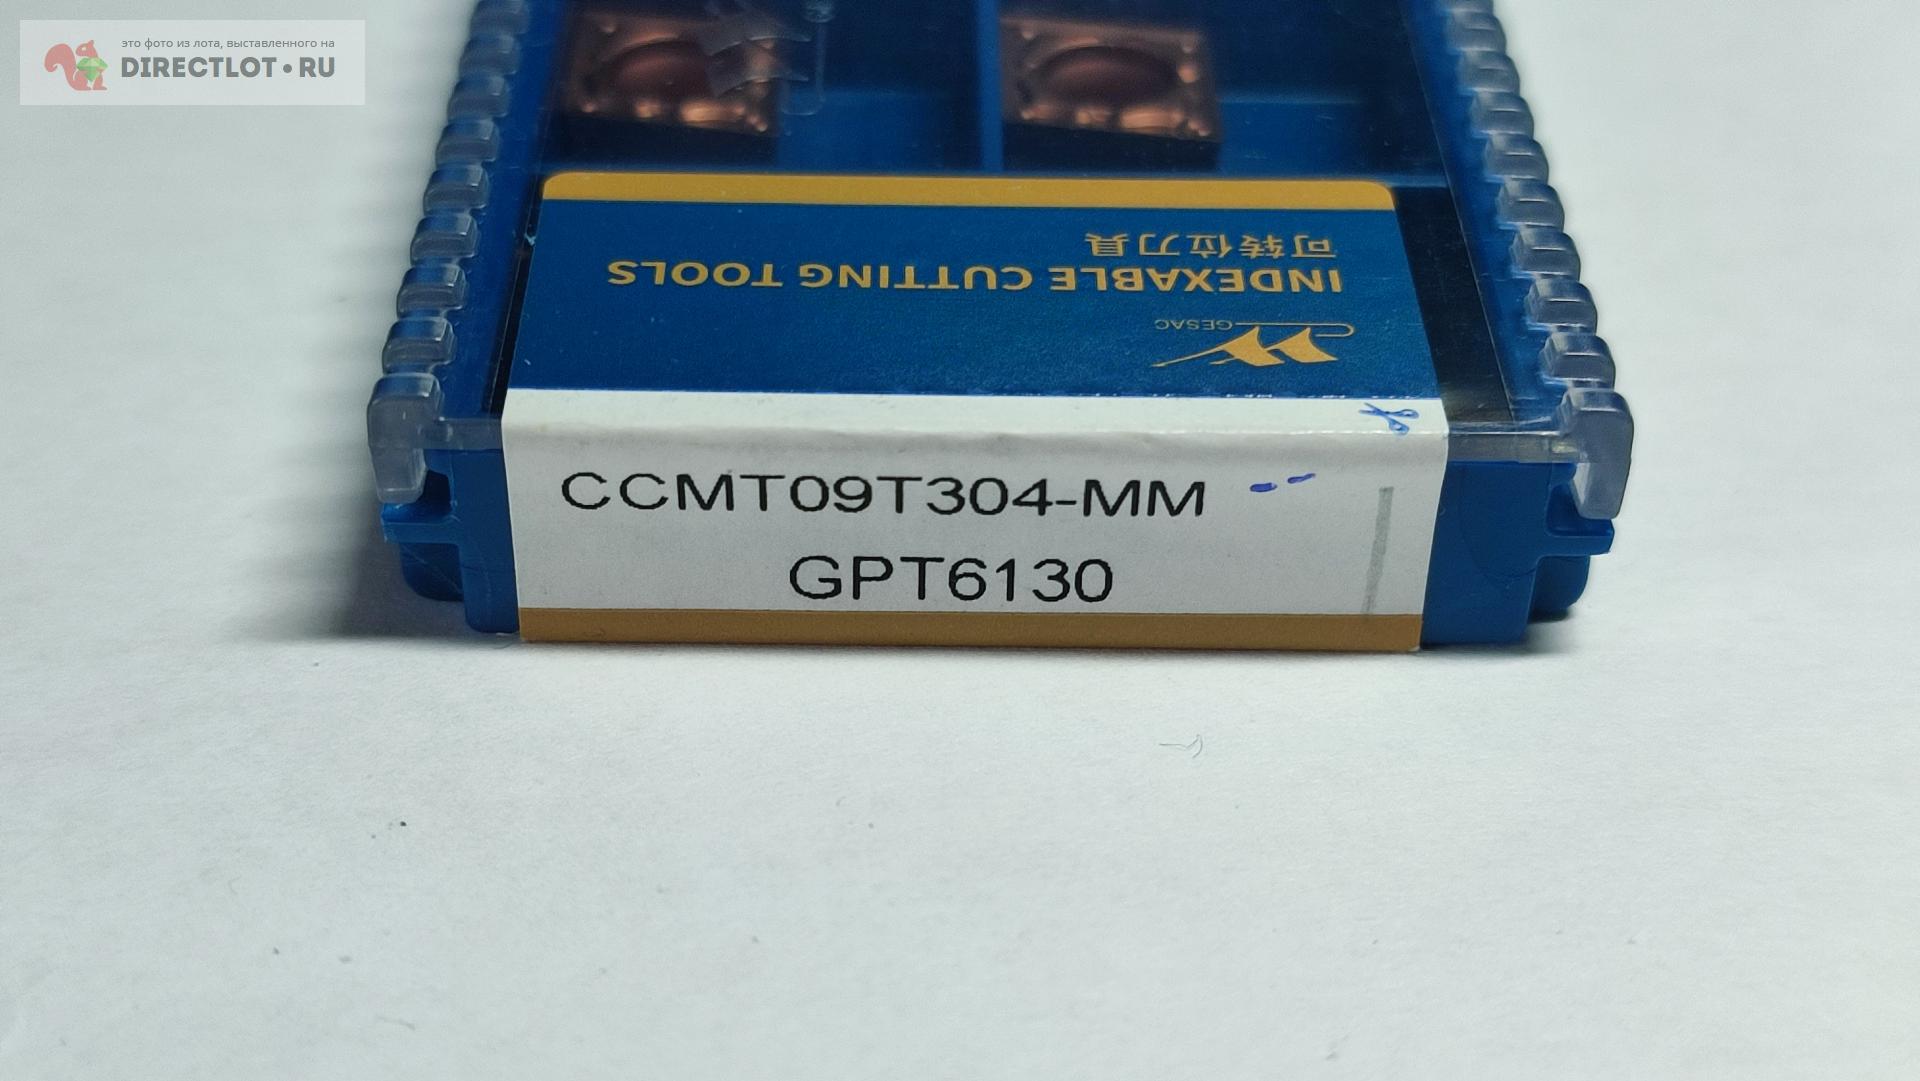 это фото из лота, выставленного на
DIRECTLOT•RU
可转位刀具
INDEXABLE CUTTING TOOLS
GESAC
CCMT09T304-MM
GPT6130